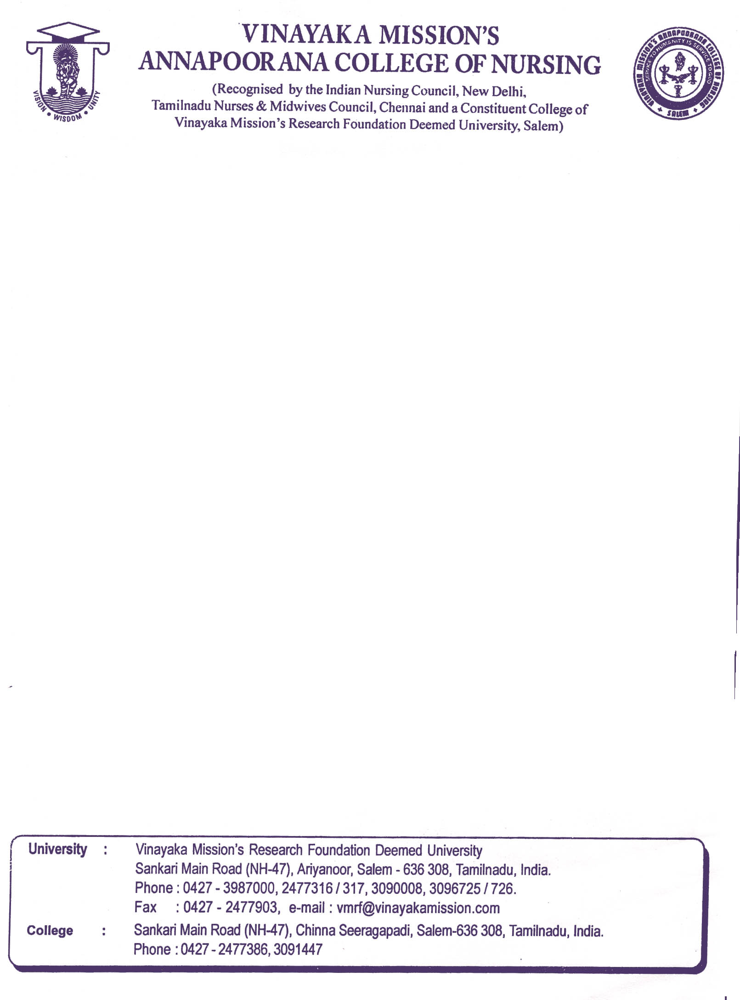 VINAYAKA MISSION'S
ANNAPOORANA COLLEGE OF NURSING
(Recognised by the Indian Nursing Council, New Delhi,
Tamilnadu Nurses & Midwives Council, Chennai and a Constituent College of
Vinayaka Mission's Research Foundation Deemed University, Salem)
VISION • WISDOM • UNITY
VINAYAKA MISSION'S ANNAPOORANA COLLEGE OF NURSING
SERVICE TO HUMANITY IS SERVICE TO GOD
+ SALEM +
University : Vinayaka Mission's Research Foundation Deemed University
Sankari Main Road (NH-47), Ariyanoor, Salem - 636 308, Tamilnadu, India.
Phone : 0427 - 3987000, 2477316 / 317, 3090008, 3096725 / 726.
Fax : 0427 - 2477903, e-mail : vmrf@vinayakamission.com
College : Sankari Main Road (NH-47), Chinna Seeragapadi, Salem-636 308, Tamilnadu, India.
Phone : 0427 - 2477386, 3091447